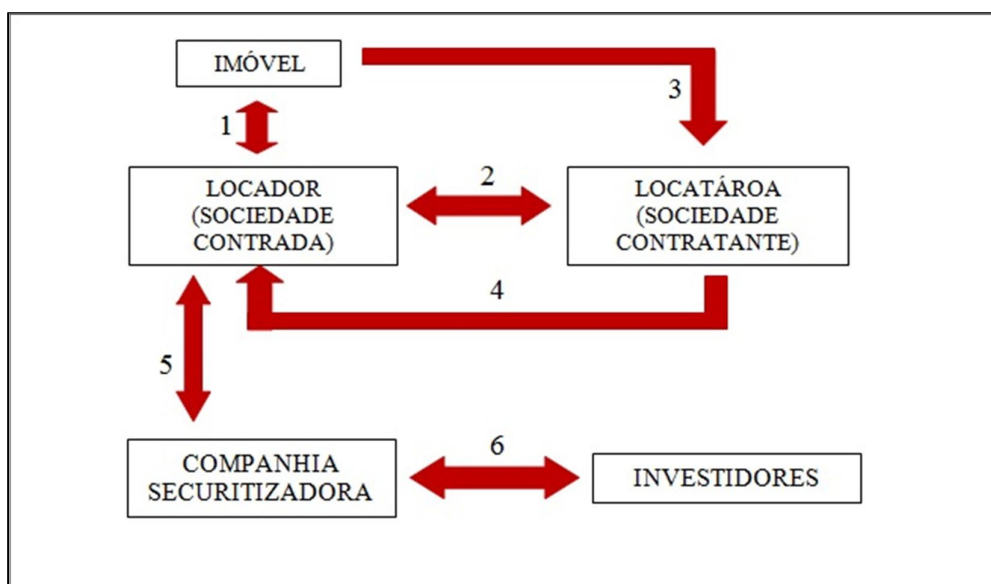 IMÓVEL
3
1
LOCADOR
(SOCIEDADE
CONTRADA)
2
LOCATÁROA
(SOCIEDADE
CONTRATANTE)
4
5
COMPANHIA
SECURITIZADORA
6
INVESTIDORES